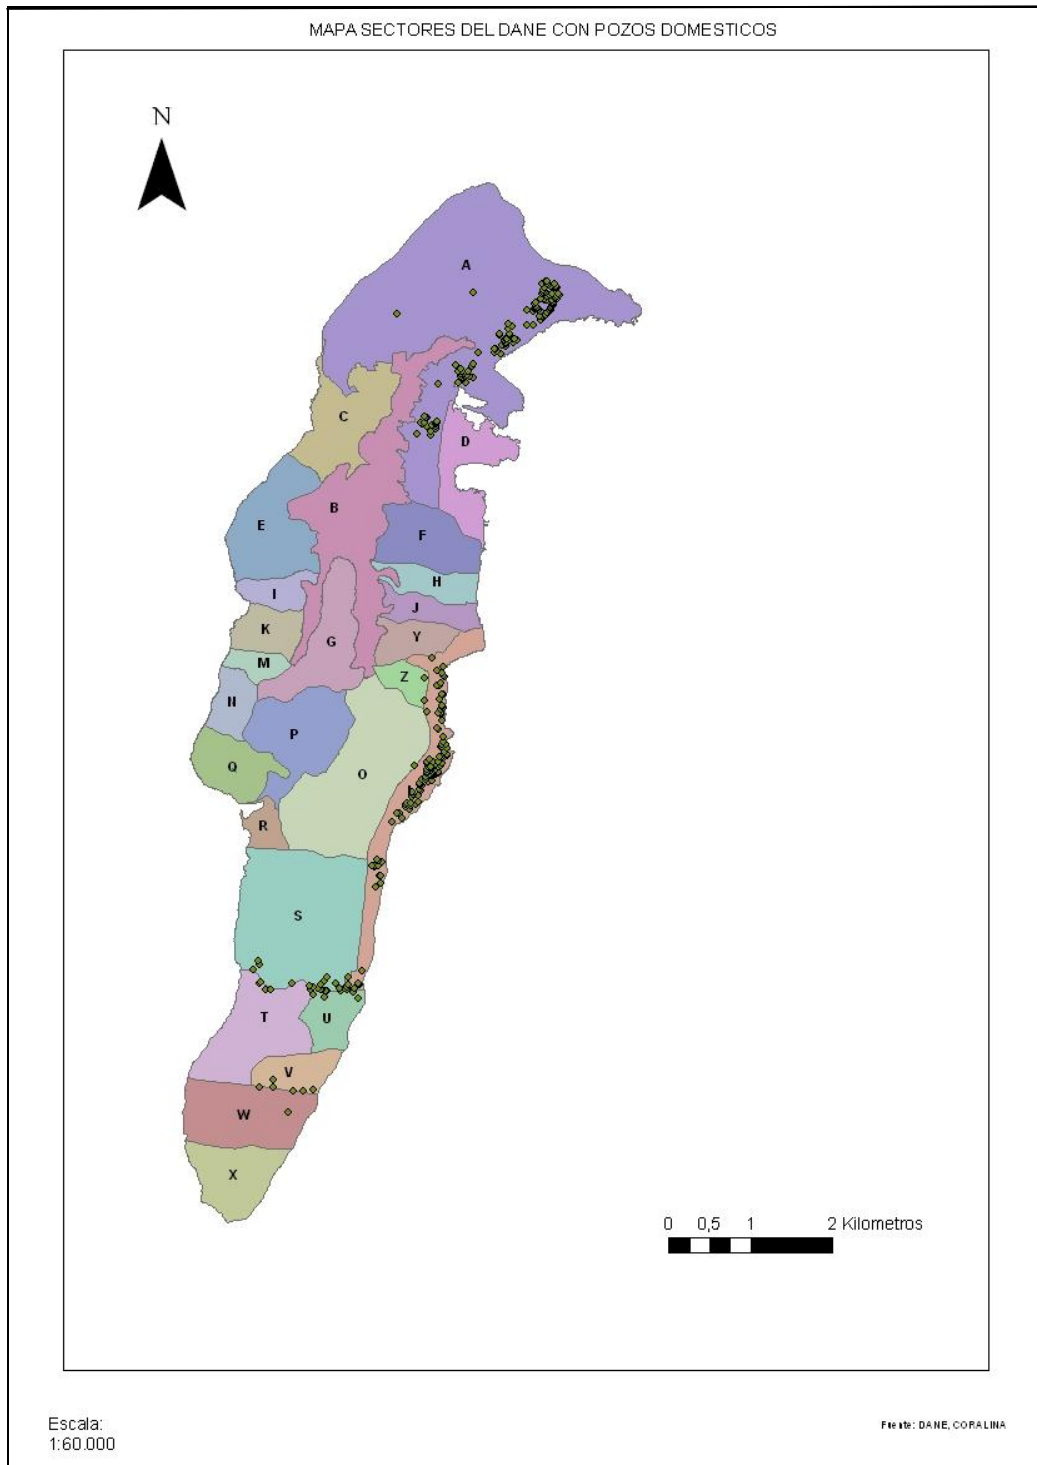 MAPA SECTORES DEL DANE CON POZOS DOMESTICOS
N
A
C
D
B
E
F
H
I
J
K
Y
G
M
Z
N
P
Q
O
L
R
S
T
U
V
W
X
0 0,5 1 2 Kilometros
Escala:
1:60.000
Fuente: DANE, CORALINA